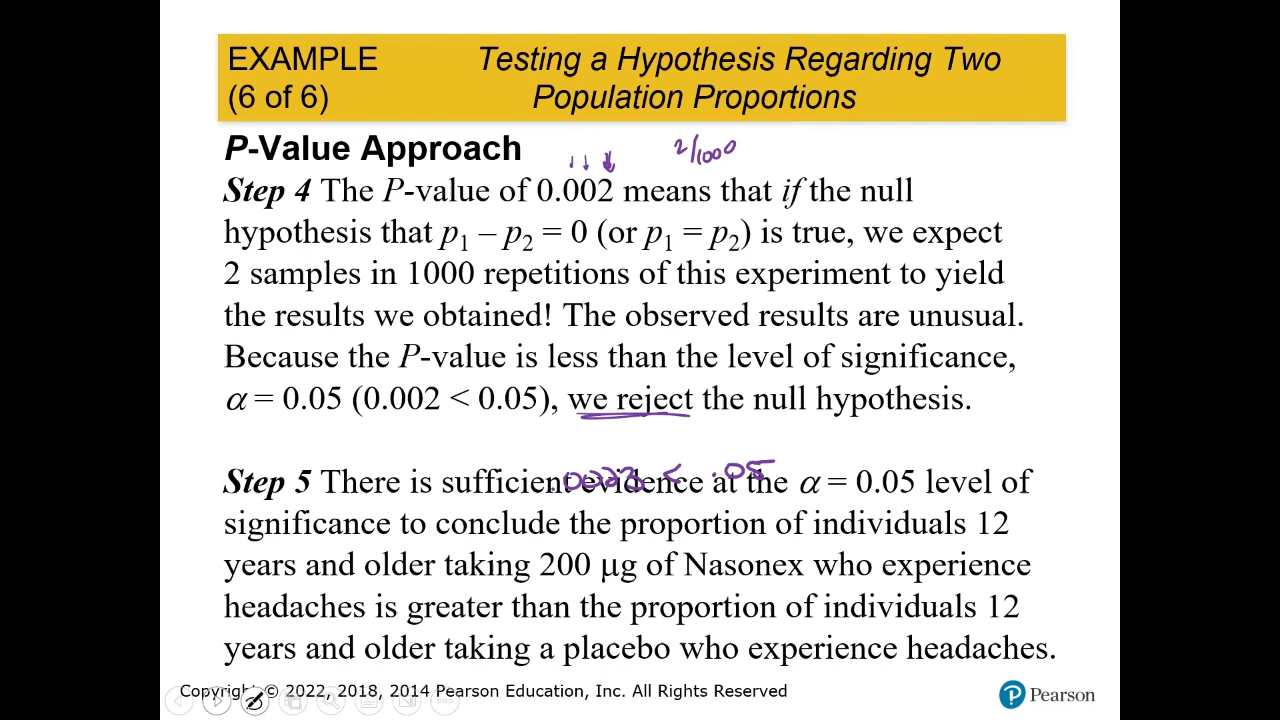 EXAMPLE Testing a Hypothesis Regarding Two
(6 of 6) Population Proportions
P-Value Approach
2/1000
Step 4 The P-value of 0.002 means that if the null
hypothesis that p₁ – p₂ = 0 (or p₁ = p₂) is true, we expect
2 samples in 1000 repetitions of this experiment to yield
the results we obtained! The observed results are unusual.
Because the P-value is less than the level of significance,
α = 0.05 (0.002 < 0.05), we reject the null hypothesis.
.0023 < .05
Step 5 There is sufficient evidence at the α = 0.05 level of
significance to conclude the proportion of individuals 12
years and older taking 200 µg of Nasonex who experience
headaches is greater than the proportion of individuals 12
years and older taking a placebo who experience headaches.
Copyright © 2022, 2018, 2014 Pearson Education, Inc. All Rights Reserved
P Pearson